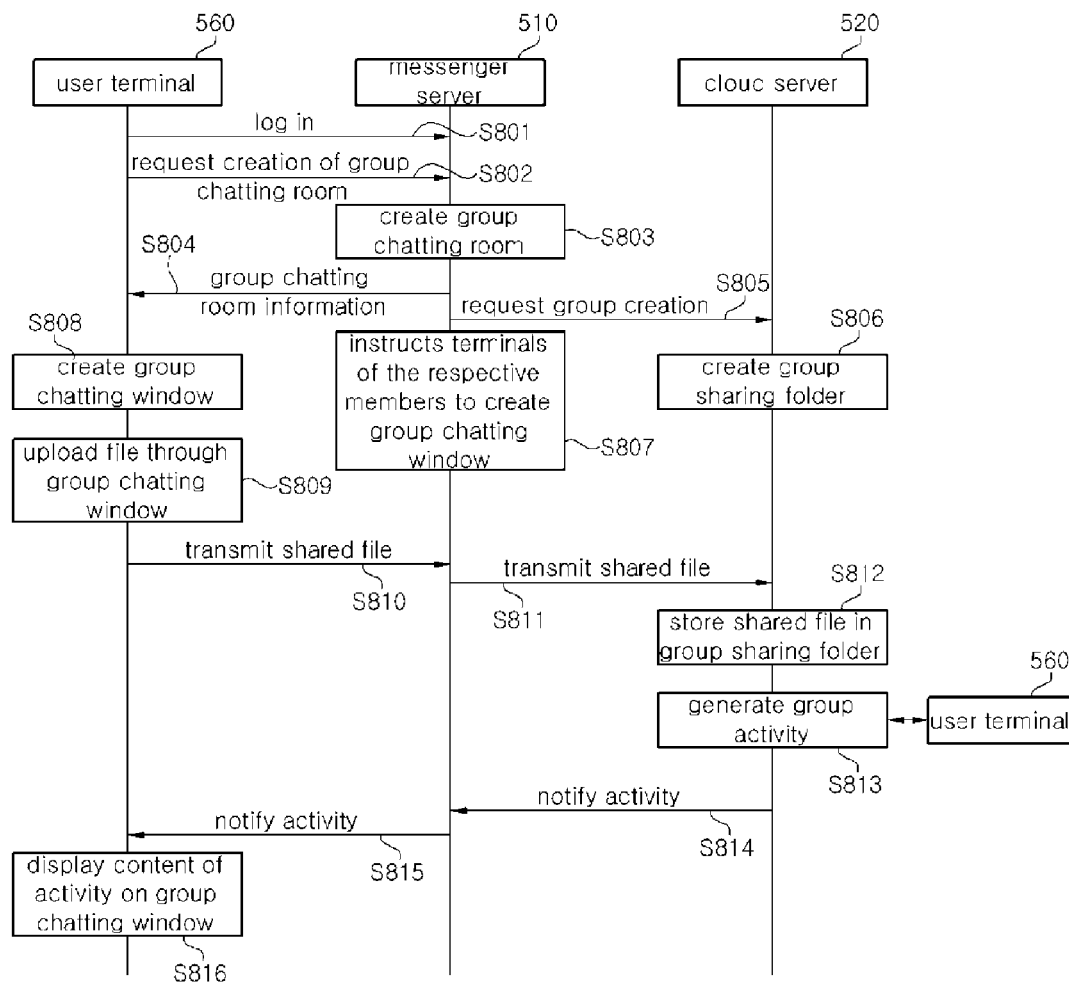 560
510
520
user terminal
messenger
server
clouc server
log in
S801
request creation of group
chatting room
S802
create group
chatting room
S803
S804
group chatting
room information
S805
request group creation
S808
create group
chatting window
instructs terminals
of the respective
members to create
group chatting
window
S807
S806
create group
sharing folder
upload file through
group chatting
window
S809
transmit shared file
S810
transmit shared file
S811
S812
store shared file in
group sharing folder
560
generate group
activity
user terminal
S813
notify activity
S814
notify activity
S815
display content of
activity on group
chatting window
S816